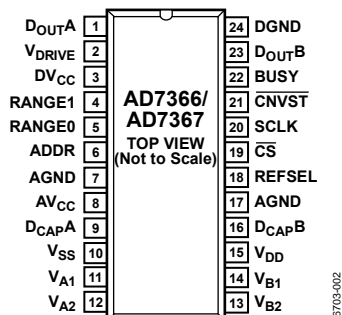 DOUTA 1
VDRIVE 2
DVCC 3
RANGE1 4
RANGE0 5
ADDR 6
AGND 7
AVCC 8
DCAPA 9
VSS 10
VA1 11
VA2 12
AD7366/
AD7367
TOP VIEW
(Not to Scale)
24 DGND
23 DOUTB
22 BUSY
21 CNVST
20 SCLK
19 CS
18 REFSEL
17 AGND
16 DCAPB
15 VDD
14 VB1
13 VB2
6703-002